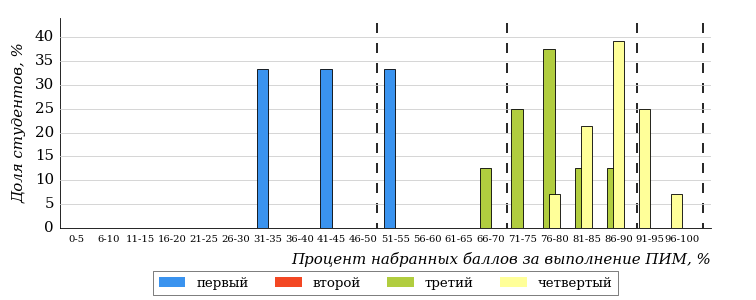 Доля студентов, %
40
35
30
25
20
15
10
5
0
0-5 6-10 11-15 16-20 21-25 26-30 31-35 36-40 41-45 46-50 51-55 56-60 61-65 66-70 71-75 76-80 81-85 86-90 91-95 96-100
Процент набранных баллов за выполнение ПИМ, %
первый второй третий четвертый